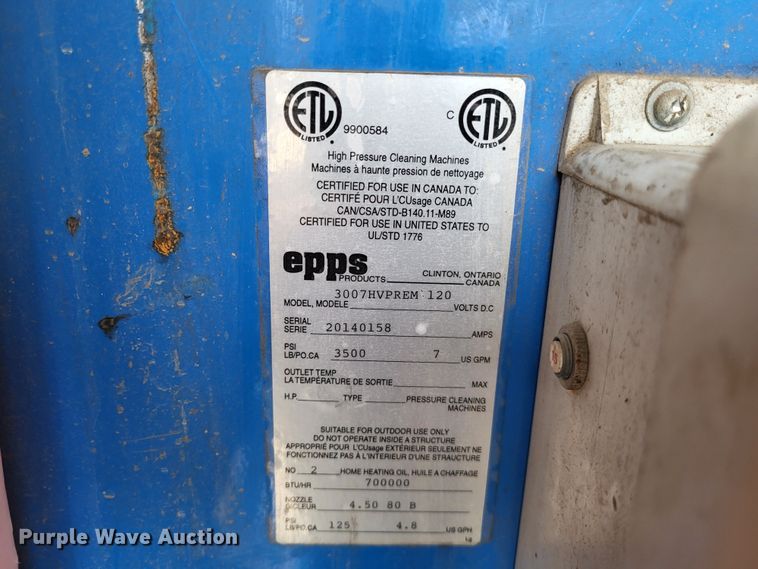 ETL
LISTED
9900584
C
ETL
LISTED
High Pressure Cleaning Machines
Machines à haunte pression de nettoyage
CERTIFIED FOR USE IN CANADA TO:
CERTIFIÉ POUR L'CUsage CANADA
CAN/CSA/STD-B140.11-M89
CERTIFIED FOR USE IN UNITED STATES TO
UL/STD 1776
epps
PRODUCTS
CLINTON, ONTARIO
CANADA
3007HVPREM 120
MODEL, MODELE VOLTS D.C
SERIAL
SERIE 20140158 AMPS
PSI
LB/PO.CA 3500 7 US GPM
OUTLET TEMP
LA TEMPÉRATURE DE SORTIE MAX
H.P. TYPE PRESSURE CLEANING
MACHINES
SUITABLE FOR OUTDOOR USE ONLY
DO NOT OPERATE INSIDE A STRUCTURE
APPROPRIÉ POUR L'CUsage EXTÉRIEUR SEULEMENT NE
FONCTIONNEZ PAS À L'INTERIEUR D'UNE STRAUCTURE
NO 2 HOME HEATING OIL, HUILE A CHAFFAGE
BTU/HR 700000
NOZZLE
GICLEUR 4.50 80 B
PSI
LB/PO.CA 125 4.8 US GPH
Purple Wave Auction